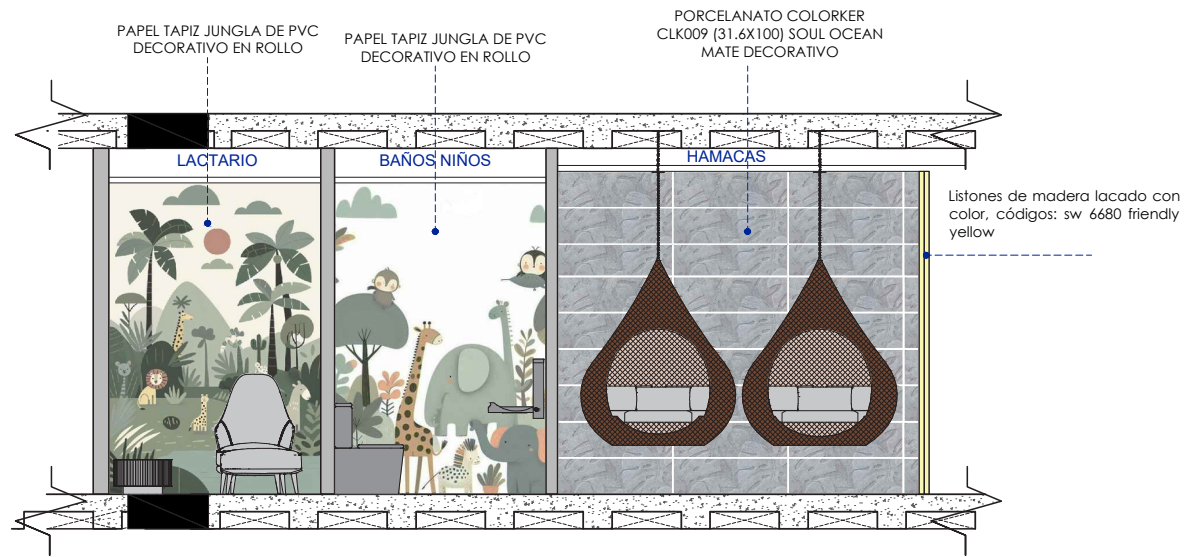 PAPEL TAPIZ JUNGLA DE PVC
DECORATIVO EN ROLLO
PAPEL TAPIZ JUNGLA DE PVC
DECORATIVO EN ROLLO
PORCELANATO COLORKER
CLK009 (31.6X100) SOUL OCEAN
MATE DECORATIVO
LACTARIO
BAÑOS NIÑOS
HAMACAS
Listones de madera lacado con
color, códigos: sw 6680 friendly
yellow